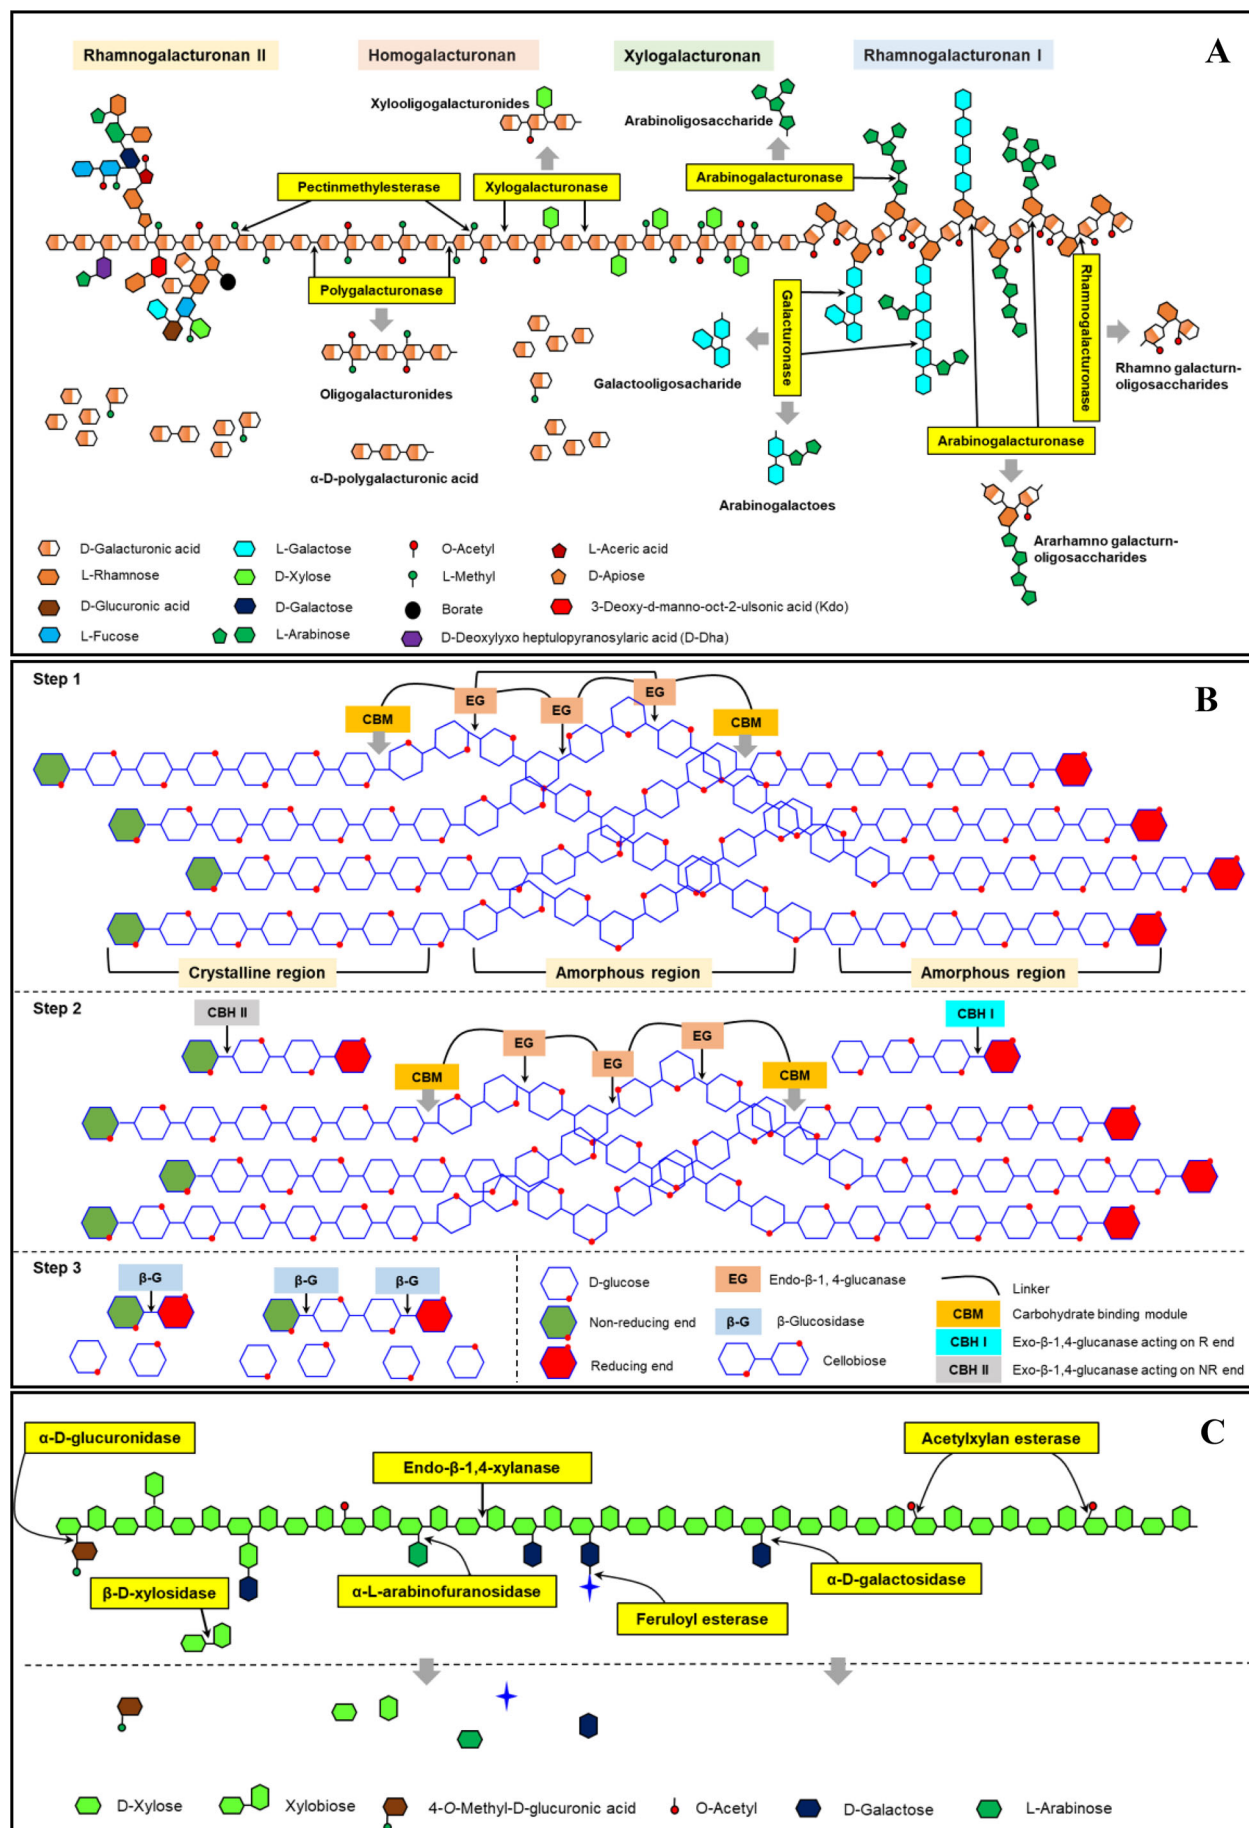 A
Rhamnogalacturonan II
Homogalacturonan
Xylogalacturonan
Rhamnogalacturonan I
Xylooligogalacturonides
Arabinoligosaccharide
Pectinmethylesterase
Xylogalacturonase
Arabinogalacturonase
Polygalacturonase
Galacturonase
Rhamnogalacturonase
Oligogalacturonides
Galactooligosacharide
Rhamno galacturn-
oligosaccharides
Arabinogalacturonase
α-D-polygalacturonic acid
Arabinogalactoes
Ararhamno galacturn-
oligosaccharides
D-Galacturonic acid
L-Galactose
O-Acetyl
L-Aceric acid
L-Rhamnose
D-Xylose
L-Methyl
D-Apiose
D-Glucuronic acid
D-Galactose
Borate
3-Deoxy-d-manno-oct-2-ulsonic acid (Kdo)
L-Fucose
L-Arabinose
D-Deoxylyxo heptulopyranosylaric acid (D-Dha)
B
Step 1
CBM
EG
EG
EG
CBM
Crystalline region
Amorphous region
Amorphous region
Step 2
CBH II
CBM
EG
EG
EG
CBM
CBH I
Step 3
β-G
β-G
β-G
D-glucose
EG
Endo-β-1, 4-glucanase
Linker
Non-reducing end
β-G
β-Glucosidase
CBM
Carbohydrate binding module
Reducing end
Cellobiose
CBH I
Exo-β-1,4-glucanase acting on R end
CBH II
Exo-β-1,4-glucanase acting on NR end
C
α-D-glucuronidase
Endo-β-1,4-xylanase
Acetylxylan esterase
β-D-xylosidase
α-L-arabinofuranosidase
Feruloyl esterase
α-D-galactosidase
D-Xylose
Xylobiose
4-O-Methyl-D-glucuronic acid
O-Acetyl
D-Galactose
L-Arabinose